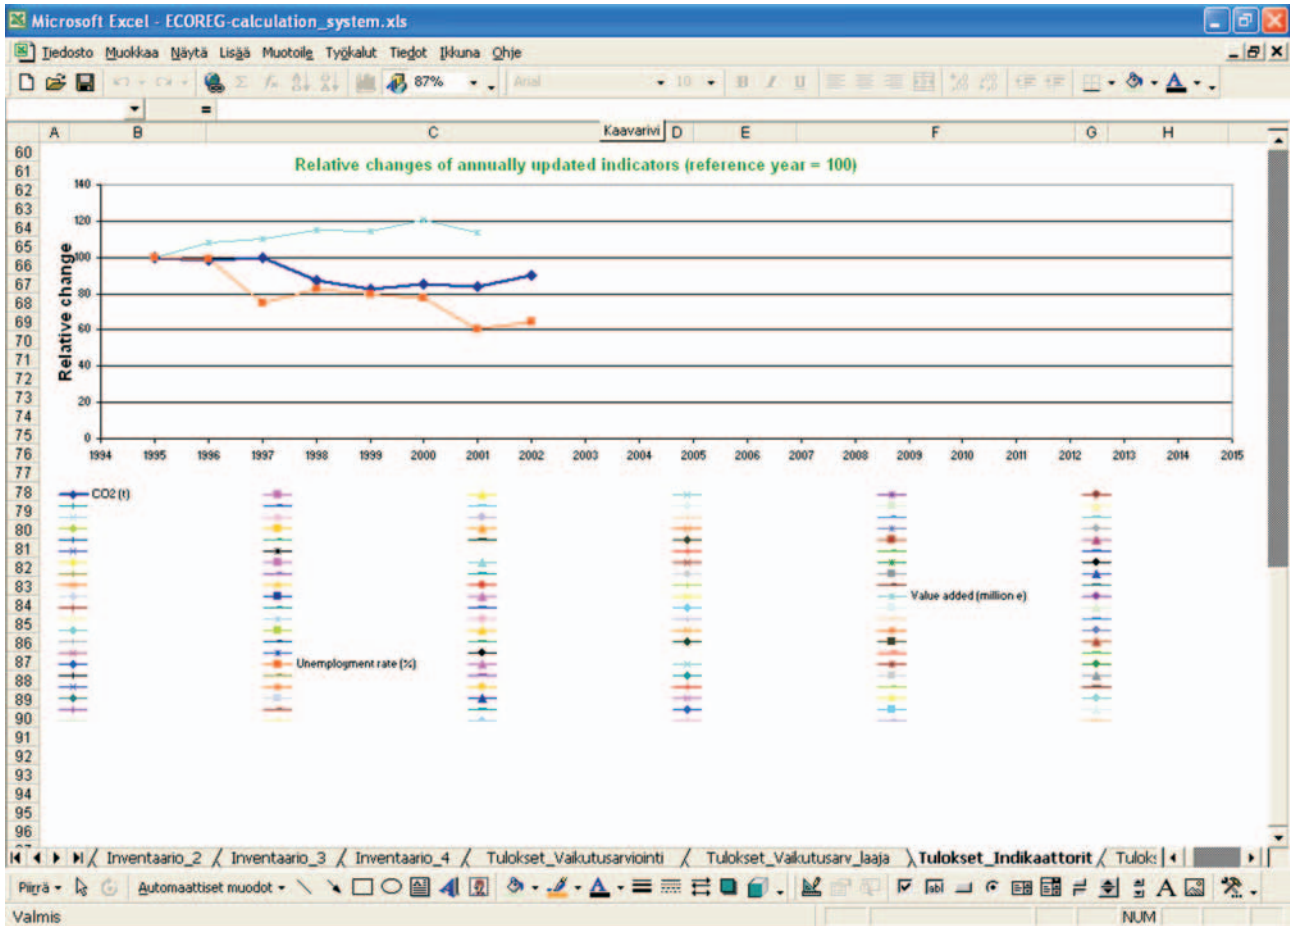 Microsoft Excel - ECOREG-calculation_system.xls
Tiedosto Muokkaa Näytä Lisää Muotoile Työkalut Tiedot Ikkuna Ohje
87% Arial 10 B I U
=
A B C Kaavarivi D E F G H
60
61 Relative changes of annually updated indicators (reference year = 100)
62 140
63
64 120
65
66 100
67
68 80
69 60
70
71 40
72
73 20
74
75 0
Relative change
76 1994 1995 1996 1997 1998 1999 2000 2001 2002 2003 2004 2005 2006 2007 2008 2009 2010 2011 2012 2013 2014 2015
77
78 CO2 (t)
79
80
81
82
83
84 Value added (million e)
85
86
87 Unemployment rate (%)
88
89
90
91
92
93
94
95
96
Inventaario_2 Inventaario_3 Inventaario_4 Tulokset_Vaikutusarviointi Tulokset_Vaikutusarv_laaja Tulokset_Indikaattorit Tuloks
Piirrä Automaattiset muodot
Valmis NUM